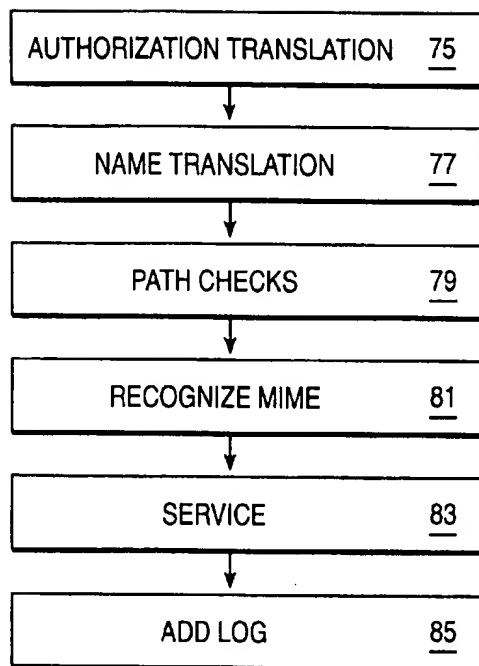 AUTHORIZATION TRANSLATION 75
NAME TRANSLATION 77
PATH CHECKS 79
RECOGNIZE MIME 81
SERVICE 83
ADD LOG 85